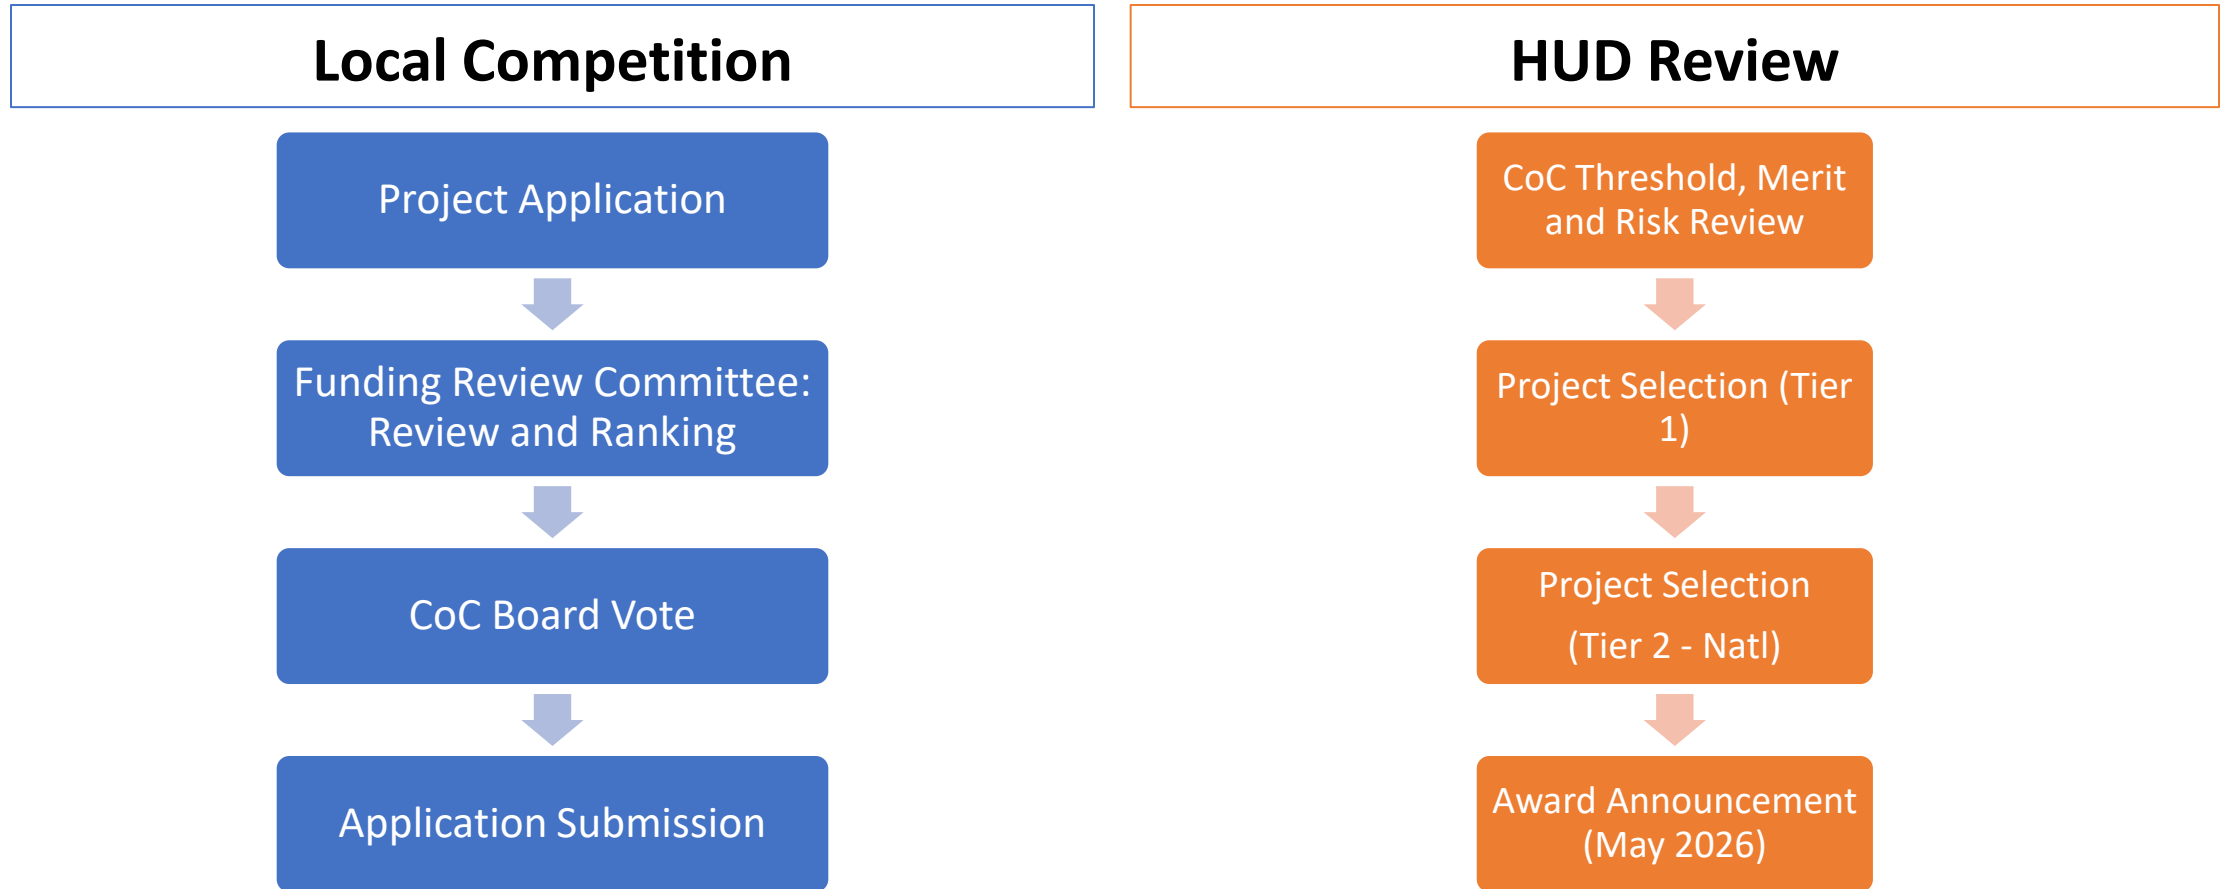 Local Competition
Project Application
Funding Review Committee:
Review and Ranking
CoC Board Vote
Application Submission
HUD Review
CoC Threshold, Merit
and Risk Review
Project Selection (Tier
1)
Project Selection
(Tier 2 - Natl)
Award Announcement
(May 2026)